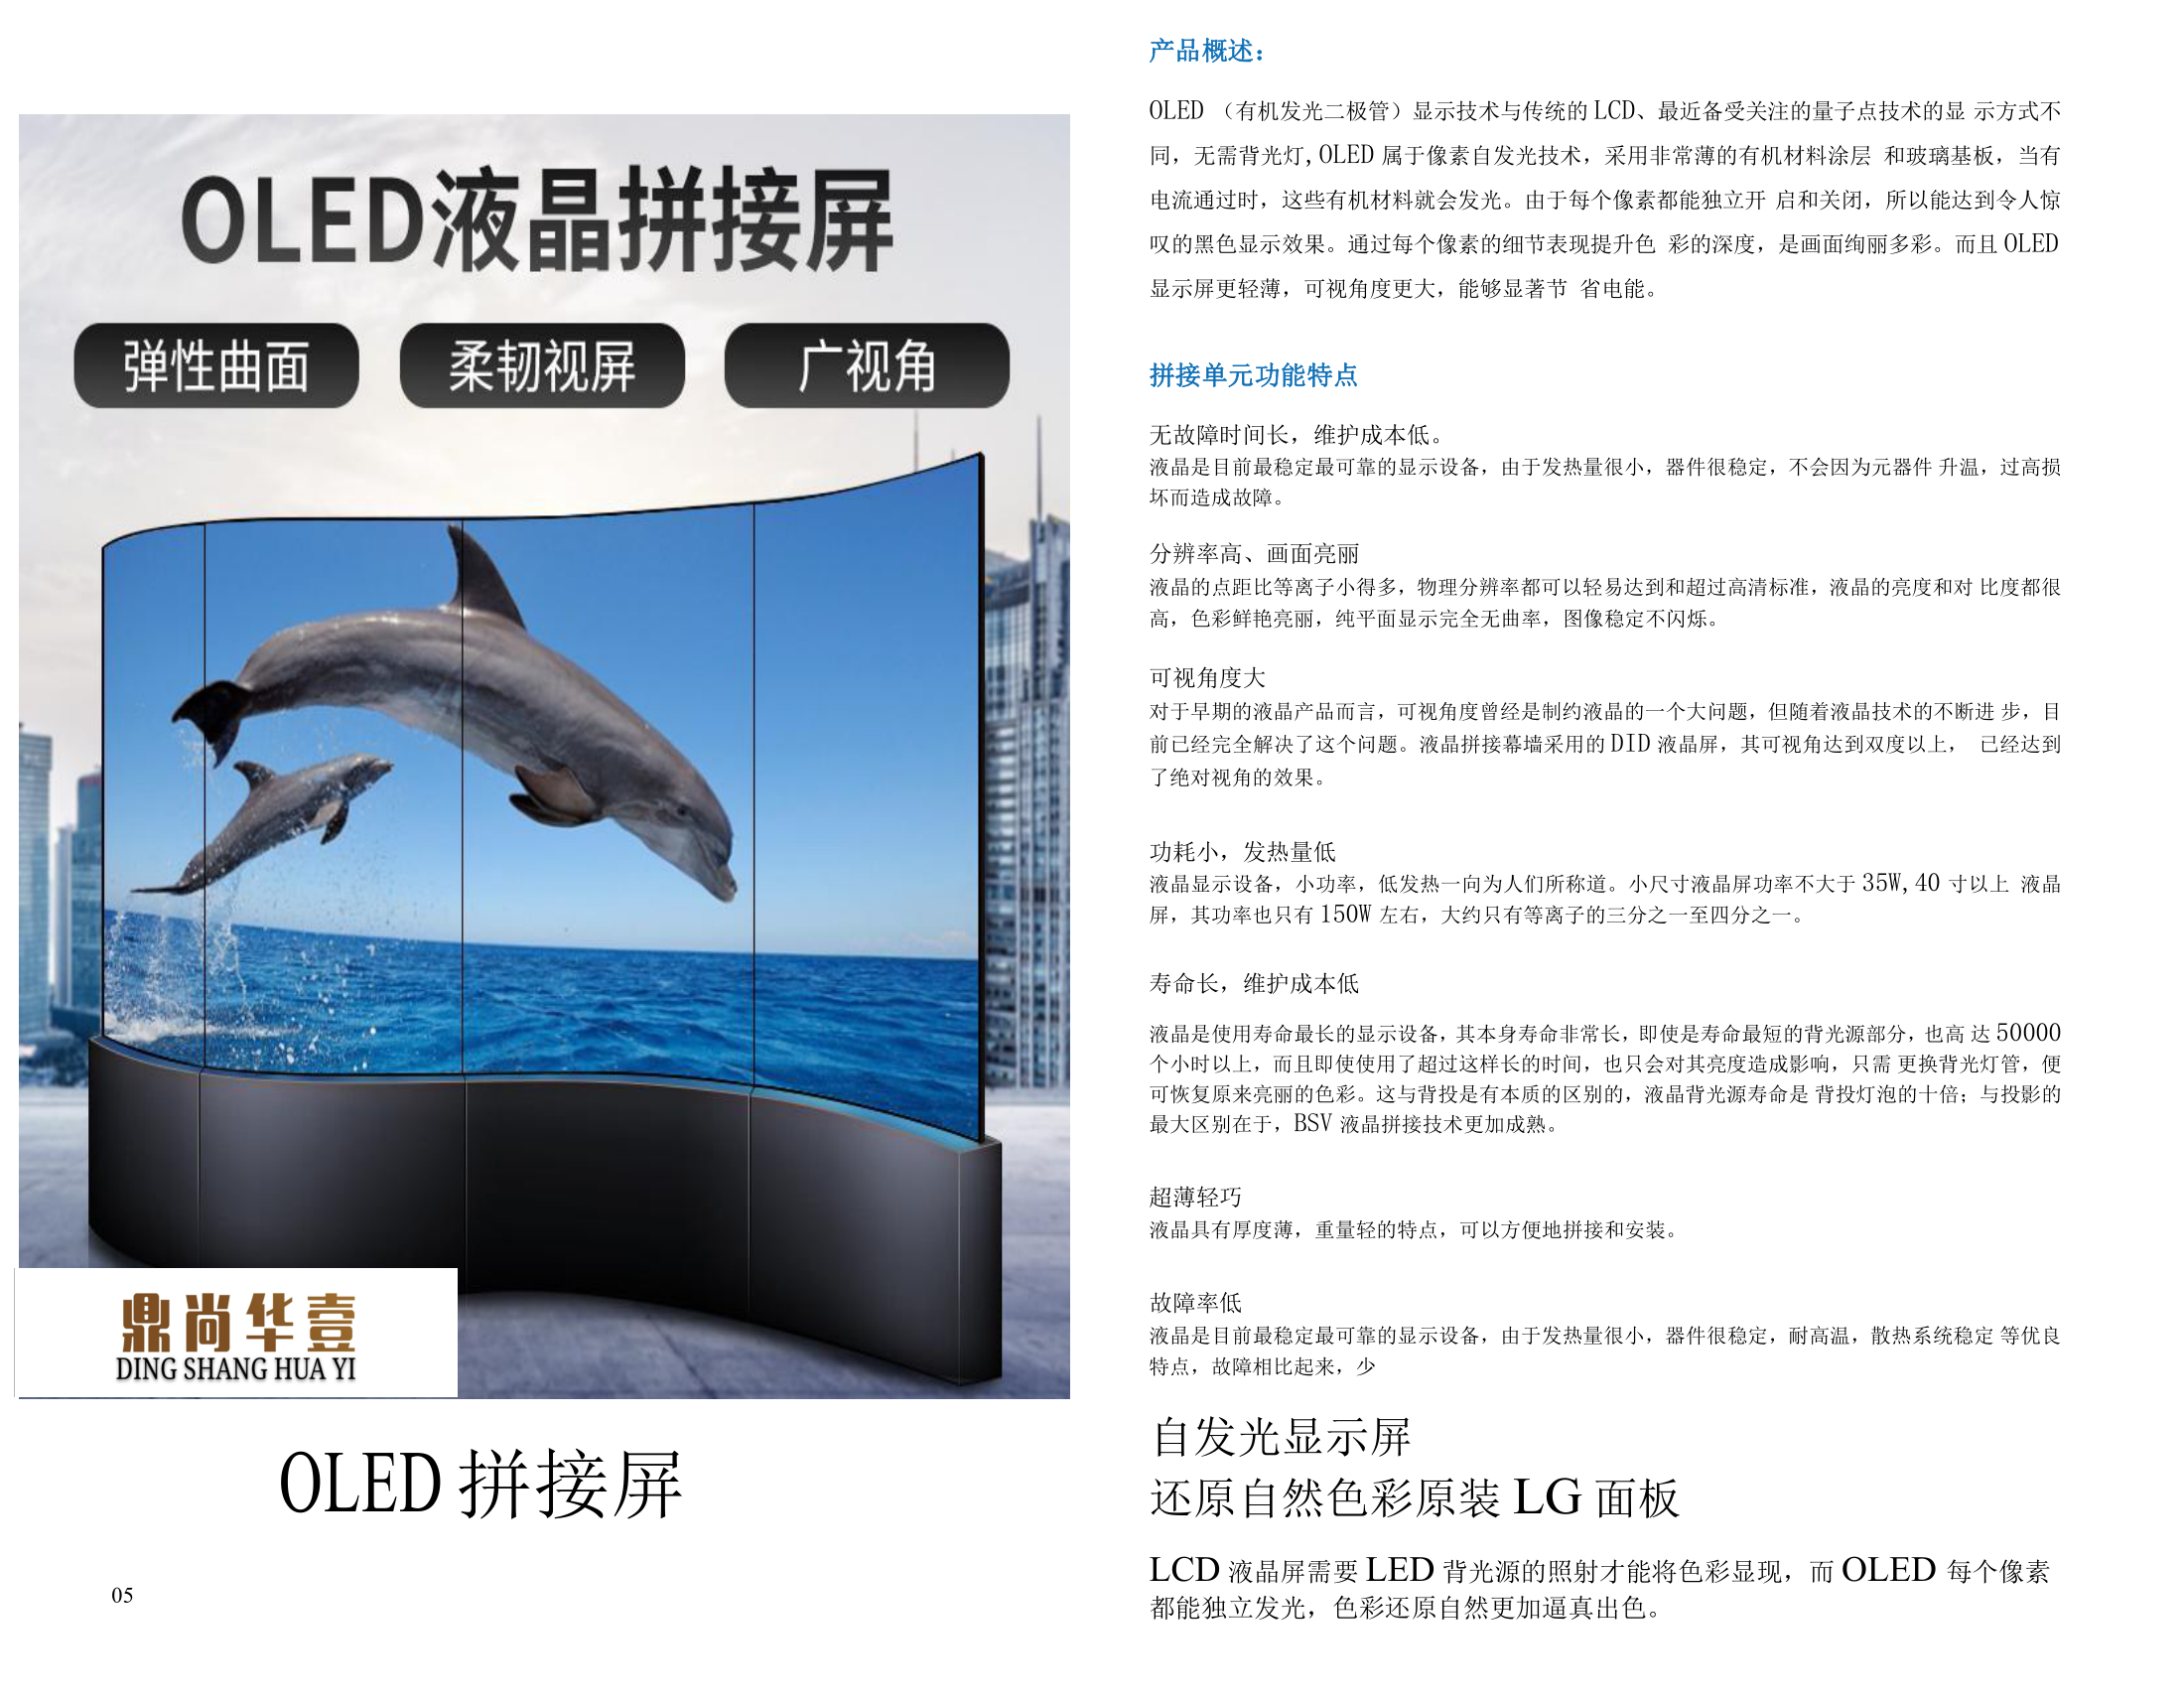 OLED液晶拼接屏
弹性曲面
柔韧视屏
广视角
鼎尚华壹
DING SHANG HUA YI
OLED 拼接屏
05
产品概述：
OLED （有机发光二极管）显示技术与传统的 LCD、最近备受关注的量子点技术的显 示方式不
同，无需背光灯, OLED 属于像素自发光技术，采用非常薄的有机材料涂层 和玻璃基板，当有
电流通过时，这些有机材料就会发光。由于每个像素都能独立开 启和关闭，所以能达到令人惊
叹的黑色显示效果。通过每个像素的细节表现提升色 彩的深度，是画面绚丽多彩。而且 OLED
显示屏更轻薄，可视角度更大，能够显著节 省电能。
拼接单元功能特点
无故障时间长，维护成本低。
液晶是目前最稳定最可靠的显示设备，由于发热量很小，器件很稳定，不会因为元器件 升温，过高损
坏而造成故障。
分辨率高、画面亮丽
液晶的点距比等离子小得多，物理分辨率都可以轻易达到和超过高清标准，液晶的亮度和对 比度都很
高，色彩鲜艳亮丽，纯平面显示完全无曲率，图像稳定不闪烁。
可视角度大
对于早期的液晶产品而言，可视角度曾经是制约液晶的一个大问题，但随着液晶技术的不断进 步，目
前已经完全解决了这个问题。液晶拼接幕墙采用的 DID 液晶屏，其可视角达到双度以上， 已经达到
了绝对视角的效果。
功耗小，发热量低
液晶显示设备，小功率，低发热一向为人们所称道。小尺寸液晶屏功率不大于 35W, 40 寸以上 液晶
屏，其功率也只有 150W 左右，大约只有等离子的三分之一至四分之一。
寿命长，维护成本低
液晶是使用寿命最长的显示设备，其本身寿命非常长，即使是寿命最短的背光源部分，也高 达 50000
个小时以上，而且即使使用了超过这样长的时间，也只会对其亮度造成影响，只需 更换背光灯管，便
可恢复原来亮丽的色彩。这与背投是有本质的区别的，液晶背光源寿命是 背投灯泡的十倍；与投影的
最大区别在于，BSV 液晶拼接技术更加成熟。
超薄轻巧
液晶具有厚度薄，重量轻的特点，可以方便地拼接和安装。
故障率低
液晶是目前最稳定最可靠的显示设备，由于发热量很小，器件很稳定，耐高温，散热系统稳定 等优良
特点，故障相比起来，少
自发光显示屏
还原自然色彩原装 LG 面板
LCD 液晶屏需要 LED 背光源的照射才能将色彩显现，而 OLED 每个像素
都能独立发光，色彩还原自然更加逼真出色。